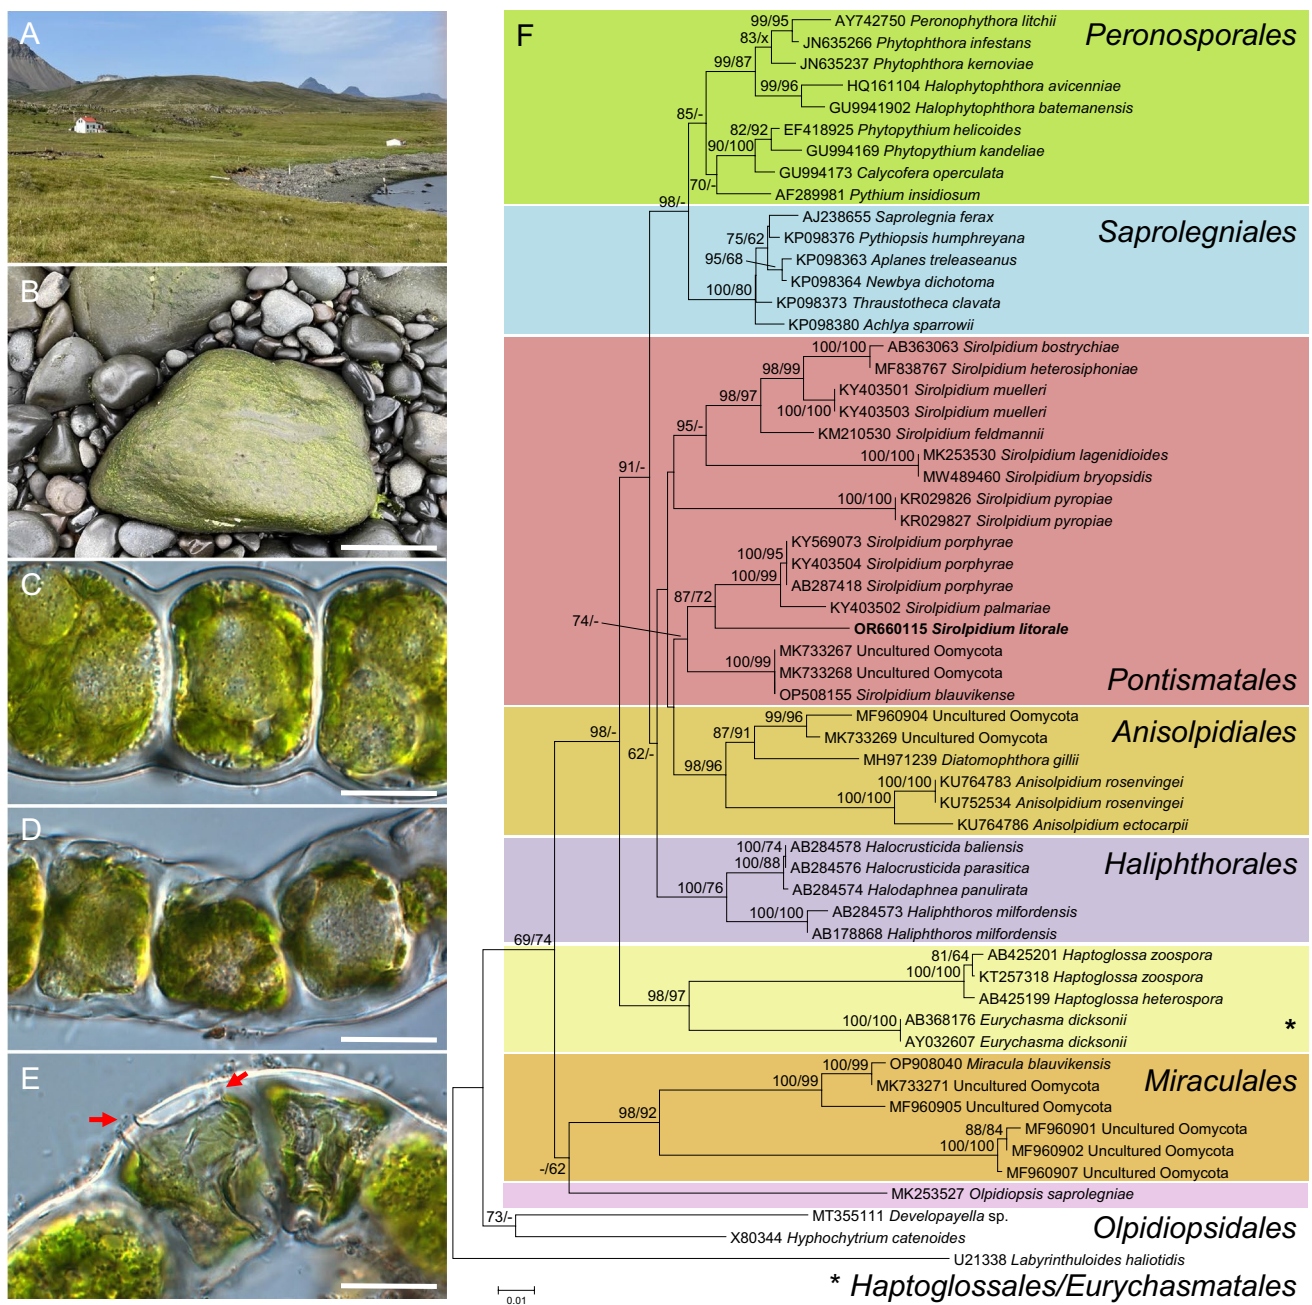 A
B
C
D
E
F
99/95
AY742750 Peronophythora litchii
Peronosporales
83/x
JN635266 Phytophthora infestans
99/87
JN635237 Phytophthora kernoviae
99/96
HQ161104 Halophytophthora avicenniae
GU9941902 Halophytophthora batemanensis
85/-
82/92
EF418925 Phytopythium helicoides
90/100
GU994169 Phytopythium kandeliae
GU994173 Calycofera operculata
70/-
AF289981 Pythium insidiosum
98/-
AJ238655 Saprolegnia ferax
Saprolegniales
75/62
KP098376 Pythiopsis humphreyana
95/68
KP098363 Aplanes treleaseanus
KP098364 Newbya dichotoma
100/80
KP098373 Thraustotheca clavata
KP098380 Achlya sparrowii
100/100
AB363063 Sirolpidium bostrychiae
98/99
MF838767 Sirolpidium heterosiphoniae
98/97
KY403501 Sirolpidium muelleri
100/100
KY403503 Sirolpidium muelleri
95/-
KM210530 Sirolpidium feldmannii
100/100
MK253530 Sirolpidium lagenidioides
91/-
MW489460 Sirolpidium bryopsidis
100/100
KR029826 Sirolpidium pyropiae
KR029827 Sirolpidium pyropiae
KY569073 Sirolpidium porphyrae
100/95
KY403504 Sirolpidium porphyrae
100/99
AB287418 Sirolpidium porphyrae
87/72
KY403502 Sirolpidium palmariae
74/-
OR660115 Sirolpidium litorale
MK733267 Uncultured Oomycota
100/99
MK733268 Uncultured Oomycota
OP508155 Sirolpidium blauvikense
Pontismatales
99/96
MF960904 Uncultured Oomycota
Anisolpidiales
98/-
87/91
MK733269 Uncultured Oomycota
62/-
MH971239 Diatomophthora gillii
98/96
100/100
KU764783 Anisolpidium rosenvingei
100/100
KU752534 Anisolpidium rosenvingei
KU764786 Anisolpidium ectocarpii
100/74
AB284578 Halocrusticida baliensis
Haliphthorales
100/88
AB284576 Halocrusticida parasitica
100/76
AB284574 Halodaphnea panulirata
100/100
AB284573 Haliphthoros milfordensis
AB178868 Haliphthoros milfordensis
69/74
81/64
AB425201 Haptoglossa zoospora
100/100
KT257318 Haptoglossa zoospora
98/97
AB425199 Haptoglossa heterospora
100/100
AB368176 Eurychasma dicksonii
*
AY032607 Eurychasma dicksonii
100/99
OP908040 Miracula blauvikensis
Miraculales
100/99
MK733271 Uncultured Oomycota
98/92
MF960905 Uncultured Oomycota
88/84
MF960901 Uncultured Oomycota
100/100
MF960902 Uncultured Oomycota
-/62
MF960907 Uncultured Oomycota
MK253527 Olpidiopsis saprolegniae
73/-
MT355111 Developayella sp.
Olpidiopsidales
X80344 Hyphochytrium catenoides
U21338 Labyrinthuloides haliotidis
* Haptoglossales/Eurychasmatales
0.01